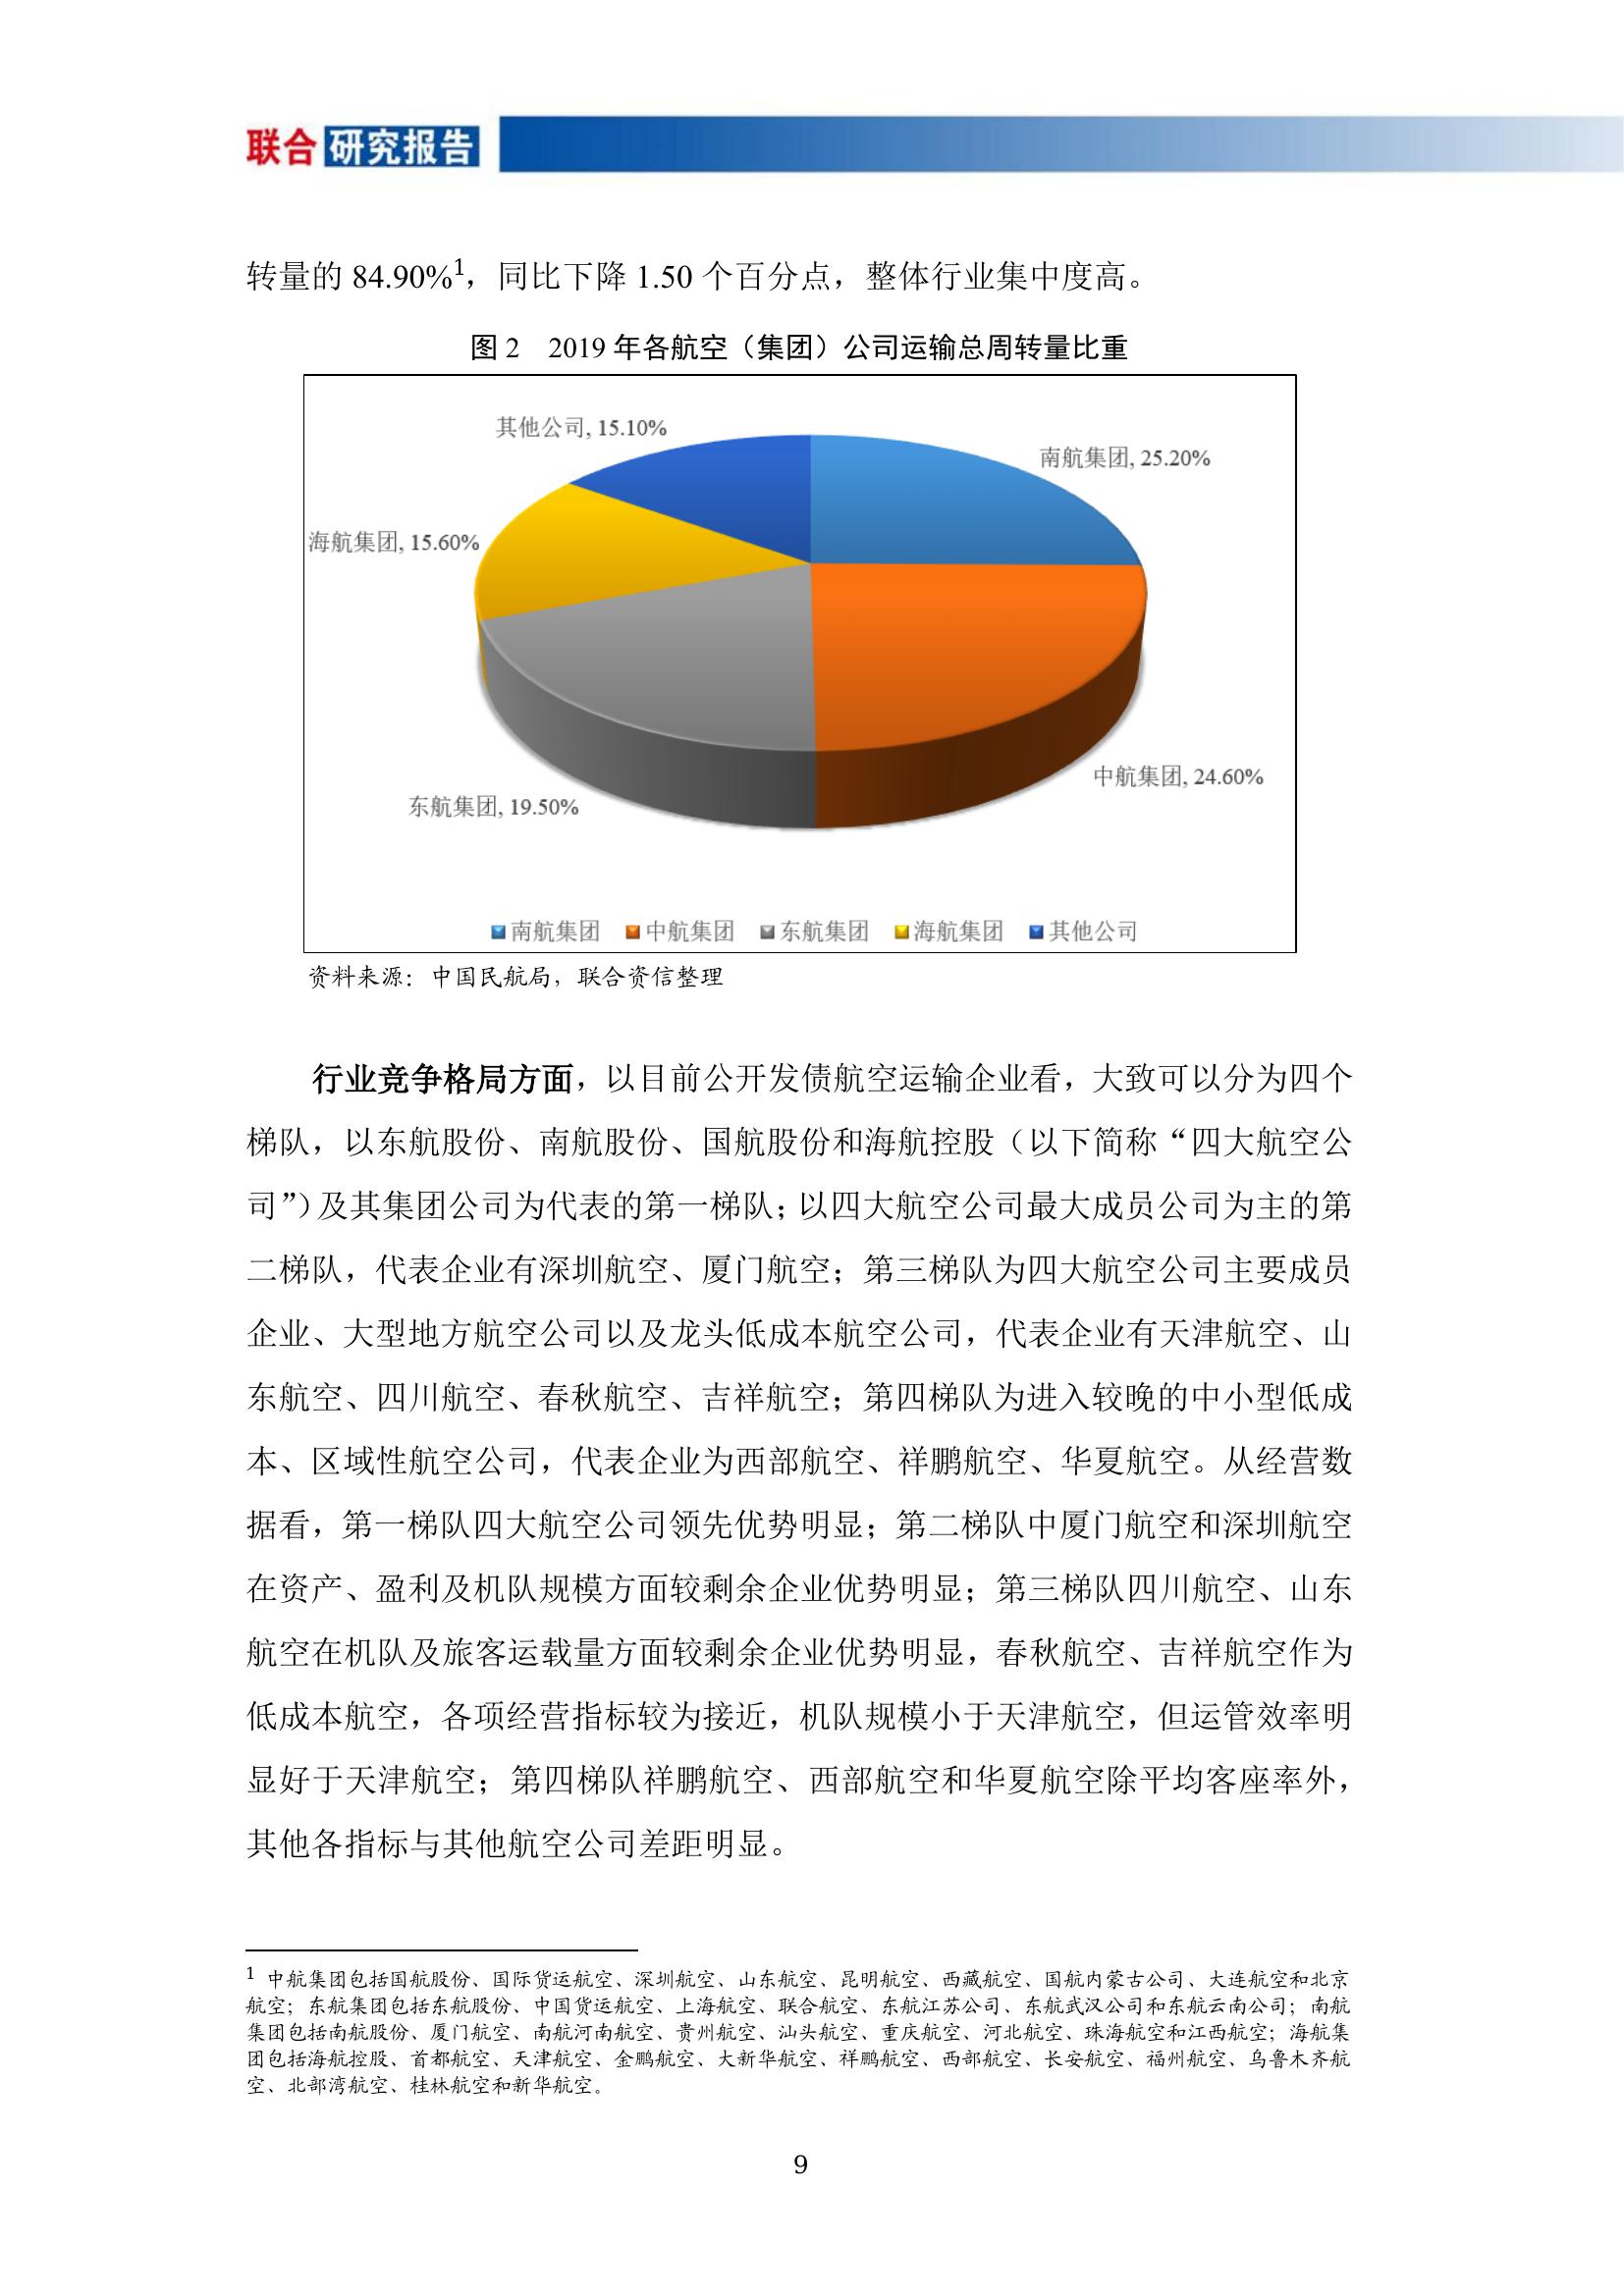 联合研究报告
转量的 84.90%¹，同比下降 1.50 个百分点，整体行业集中度高。
图 2　2019 年各航空（集团）公司运输总周转量比重
其他公司, 15.10%
南航集团, 25.20%
海航集团, 15.60%
中航集团, 24.60%
东航集团, 19.50%
南航集团 中航集团 东航集团 海航集团 其他公司
资料来源：中国民航局，联合资信整理
行业竞争格局方面，以目前公开发债航空运输企业看，大致可以分为四个
梯队，以东航股份、南航股份、国航股份和海航控股（以下简称“四大航空公
司”）及其集团公司为代表的第一梯队；以四大航空公司最大成员公司为主的第
二梯队，代表企业有深圳航空、厦门航空；第三梯队为四大航空公司主要成员
企业、大型地方航空公司以及龙头低成本航空公司，代表企业有天津航空、山
东航空、四川航空、春秋航空、吉祥航空；第四梯队为进入较晚的中小型低成
本、区域性航空公司，代表企业为西部航空、祥鹏航空、华夏航空。从经营数
据看，第一梯队四大航空公司领先优势明显；第二梯队中厦门航空和深圳航空
在资产、盈利及机队规模方面较剩余企业优势明显；第三梯队四川航空、山东
航空在机队及旅客运载量方面较剩余企业优势明显，春秋航空、吉祥航空作为
低成本航空，各项经营指标较为接近，机队规模小于天津航空，但运管效率明
显好于天津航空；第四梯队祥鹏航空、西部航空和华夏航空除平均客座率外，
其他各指标与其他航空公司差距明显。
1 中航集团包括国航股份、国际货运航空、深圳航空、山东航空、昆明航空、西藏航空、国航内蒙古公司、大连航空和北京
航空；东航集团包括东航股份、中国货运航空、上海航空、联合航空、东航江苏公司、东航武汉公司和东航云南公司；南航
集团包括南航股份、厦门航空、南航河南航空、贵州航空、汕头航空、重庆航空、河北航空、珠海航空和江西航空；海航集
团包括海航控股、首都航空、天津航空、金鹏航空、大新华航空、祥鹏航空、西部航空、长安航空、福州航空、乌鲁木齐航
空、北部湾航空、桂林航空和新华航空。
9